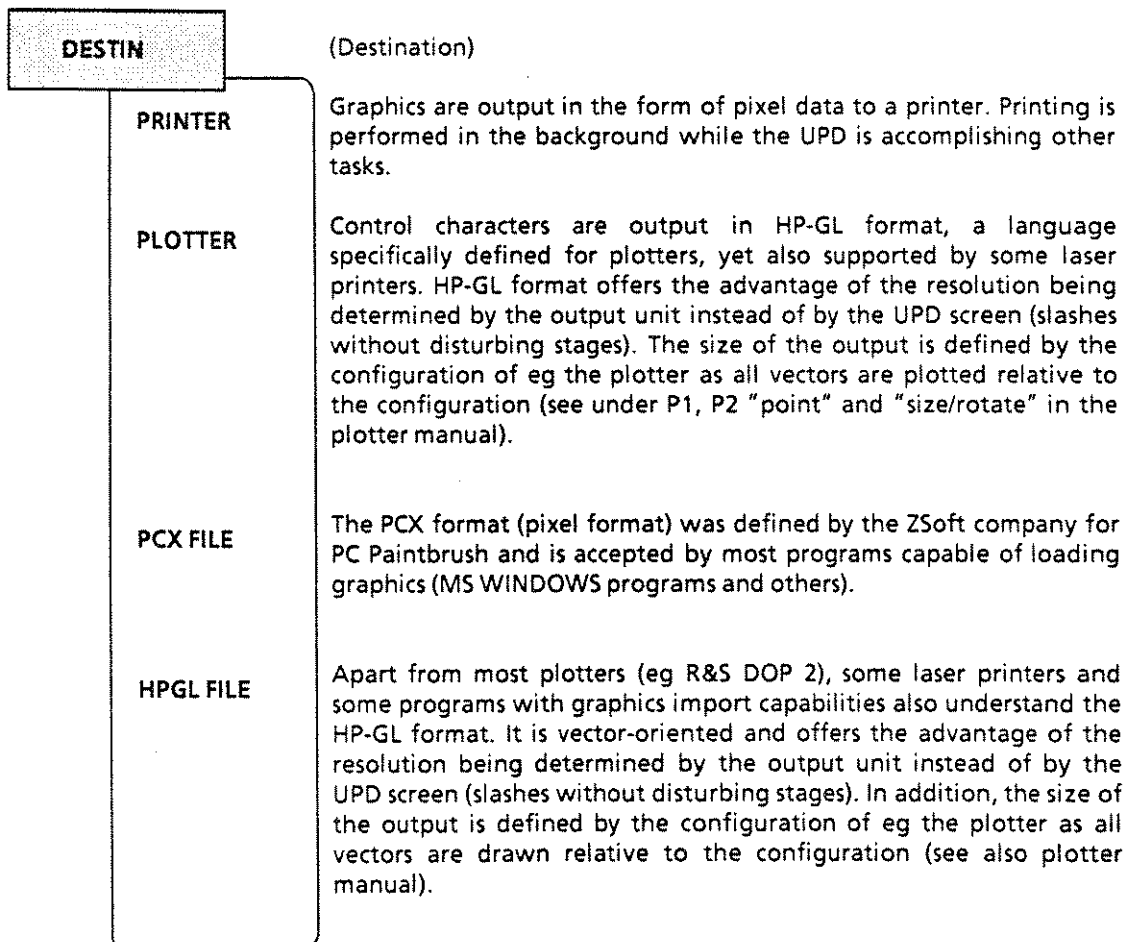 DESTIN (Destination)
PRINTER Graphics are output in the form of pixel data to a printer. Printing is
performed in the background while the UPD is accomplishing other
tasks.
PLOTTER Control characters are output in HP-GL format, a language
specifically defined for plotters, yet also supported by some laser
printers. HP-GL format offers the advantage of the resolution being
determined by the output unit instead of by the UPD screen (slashes
without disturbing stages). The size of the output is defined by the
configuration of eg the plotter as all vectors are plotted relative to
the configuration (see under P1, P2 "point" and "size/rotate" in the
plotter manual).
PCX FILE The PCX format (pixel format) was defined by the ZSoft company for
PC Paintbrush and is accepted by most programs capable of loading
graphics (MS WINDOWS programs and others).
HPGL FILE Apart from most plotters (eg R&S DOP 2), some laser printers and
some programs with graphics import capabilities also understand the
HP-GL format. It is vector-oriented and offers the advantage of the
resolution being determined by the output unit instead of by the
UPD screen (slashes without disturbing stages). In addition, the size of
the output is defined by the configuration of eg the plotter as all
vectors are drawn relative to the configuration (see also plotter
manual).